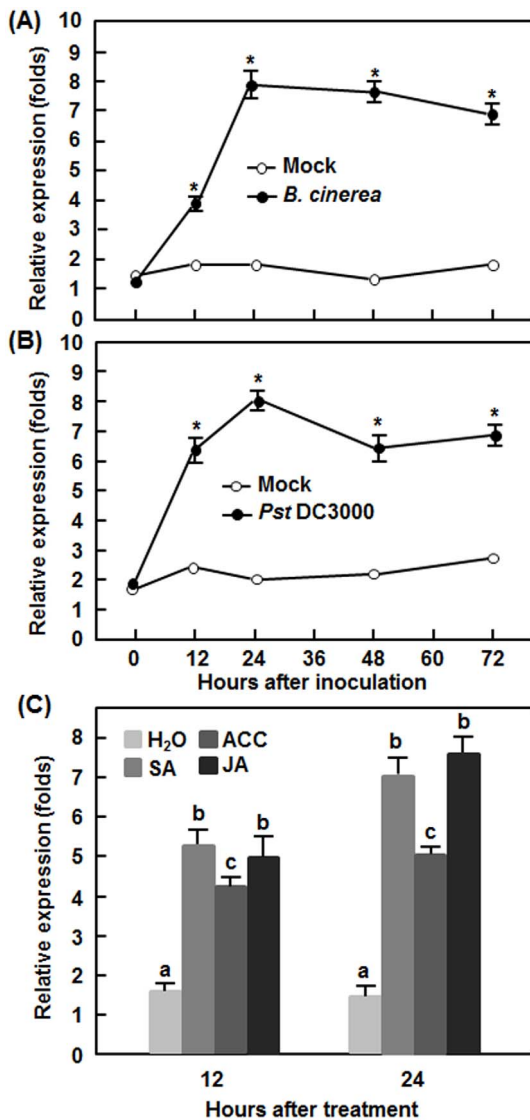 (A)
Relative expression (folds)
10
9
8
7
6
5
4
3
2
1
0
*
*
*
*
Mock
B. cinerea
(B)
Relative expression (folds)
10
9
8
7
6
5
4
3
2
1
0
*
*
*
*
Mock
Pst DC3000
0 12 24 36 48 60 72
Hours after inoculation
(C)
Relative expression (folds)
8
7
6
5
4
3
2
1
0
H₂O ACC
SA JA
a b c b
a b c b
12 24
Hours after treatment